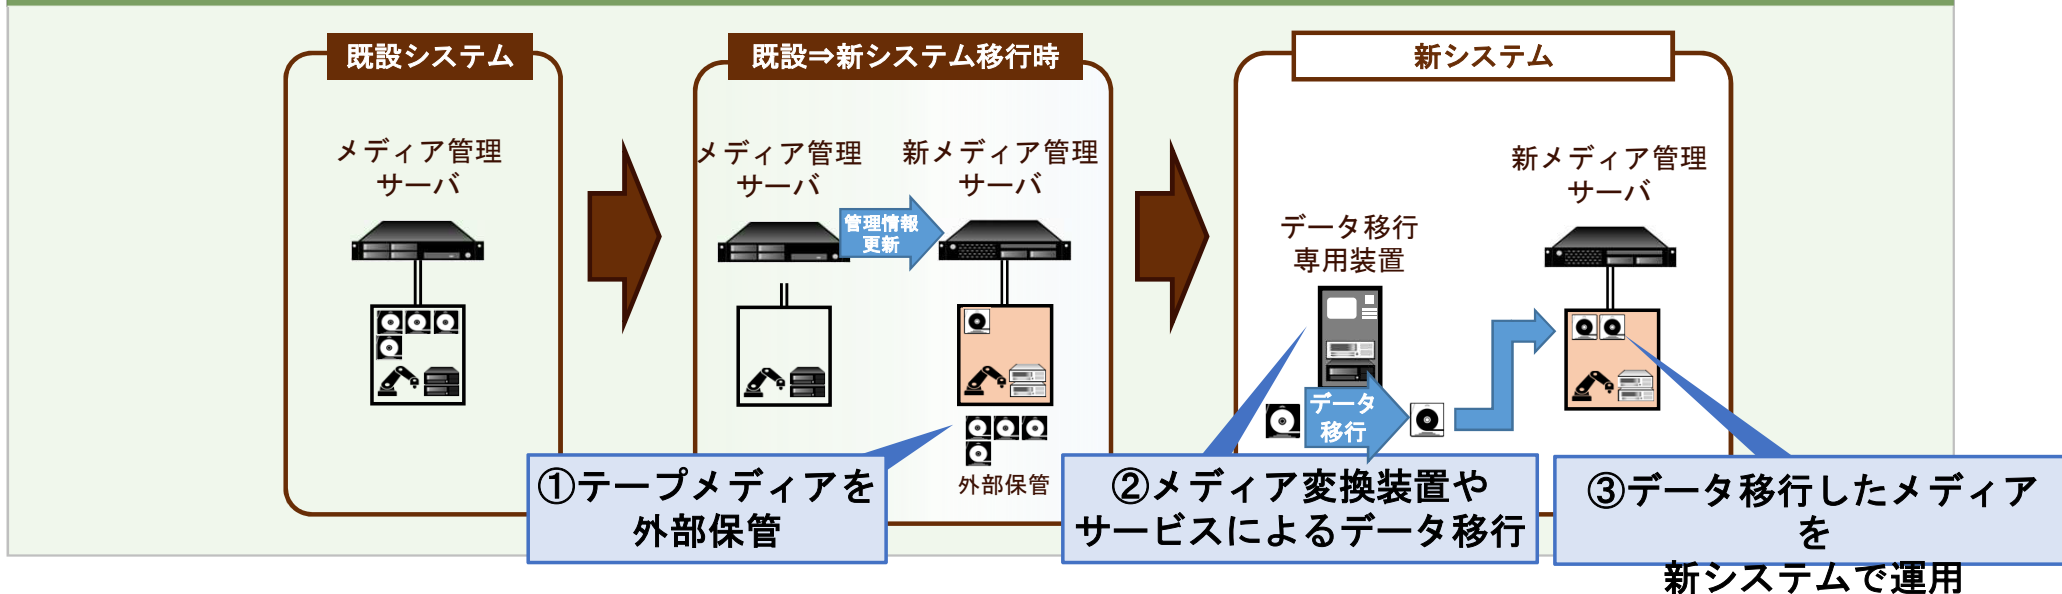 既設システム
メディア管理
サーバ
既設⇒新システム移行時
メディア管理
サーバ
管理情報
更新
新メディア管理
サーバ
外部保管
①テープメディアを
外部保管
新システム
データ移行
専用装置
データ
移行
新メディア管理
サーバ
②メディア変換装置や
サービスによるデータ移行
③データ移行したメディア
を
新システムで運用